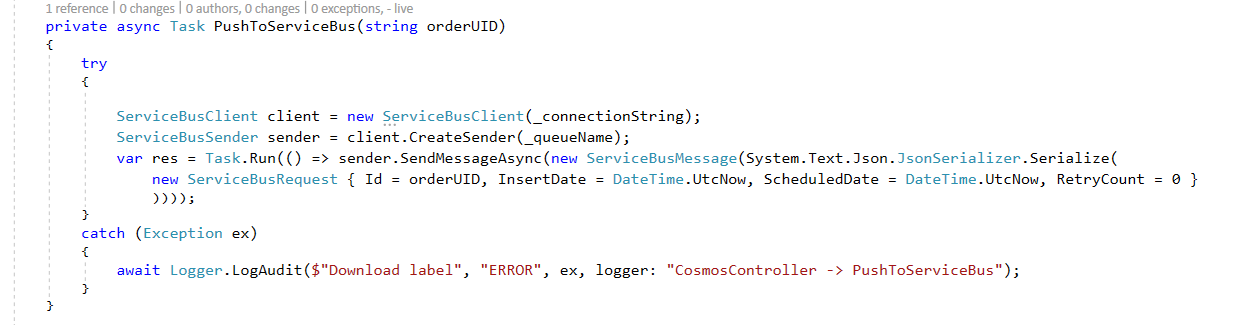 1 reference | 0 changes | 0 authors, 0 changes | 0 exceptions, - live
private async Task PushToServiceBus(string orderUID)
{
try
{
ServiceBusClient client = new ServiceBusClient(_connectionString);
ServiceBusSender sender = client.CreateSender(_queueName);
var res = Task.Run(() => sender.SendMessageAsync(new ServiceBusMessage(System.Text.Json.JsonSerializer.Serialize(
new ServiceBusRequest { Id = orderUID, InsertDate = DateTime.UtcNow, ScheduledDate = DateTime.UtcNow, RetryCount = 0 }
))));
}
catch (Exception ex)
{
await Logger.LogAudit($"Download label", "ERROR", ex, logger: "CosmosController -> PushToServiceBus");
}
}